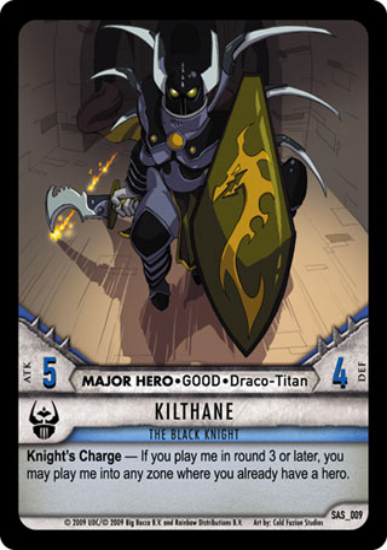 ATK 5 MAJOR HERO•GOOD•Draco-Titan 4 DEF
KILTHANE
THE BLACK KNIGHT
Knight's Charge — If you play me in round 3 or later, you
may play me into any zone where you already have a hero.
SAS_009
© 2009 UDC/© 2009 Big Bocca B.V. and Rainbow Distributions B.V. Art by: Cold Fusion Studios